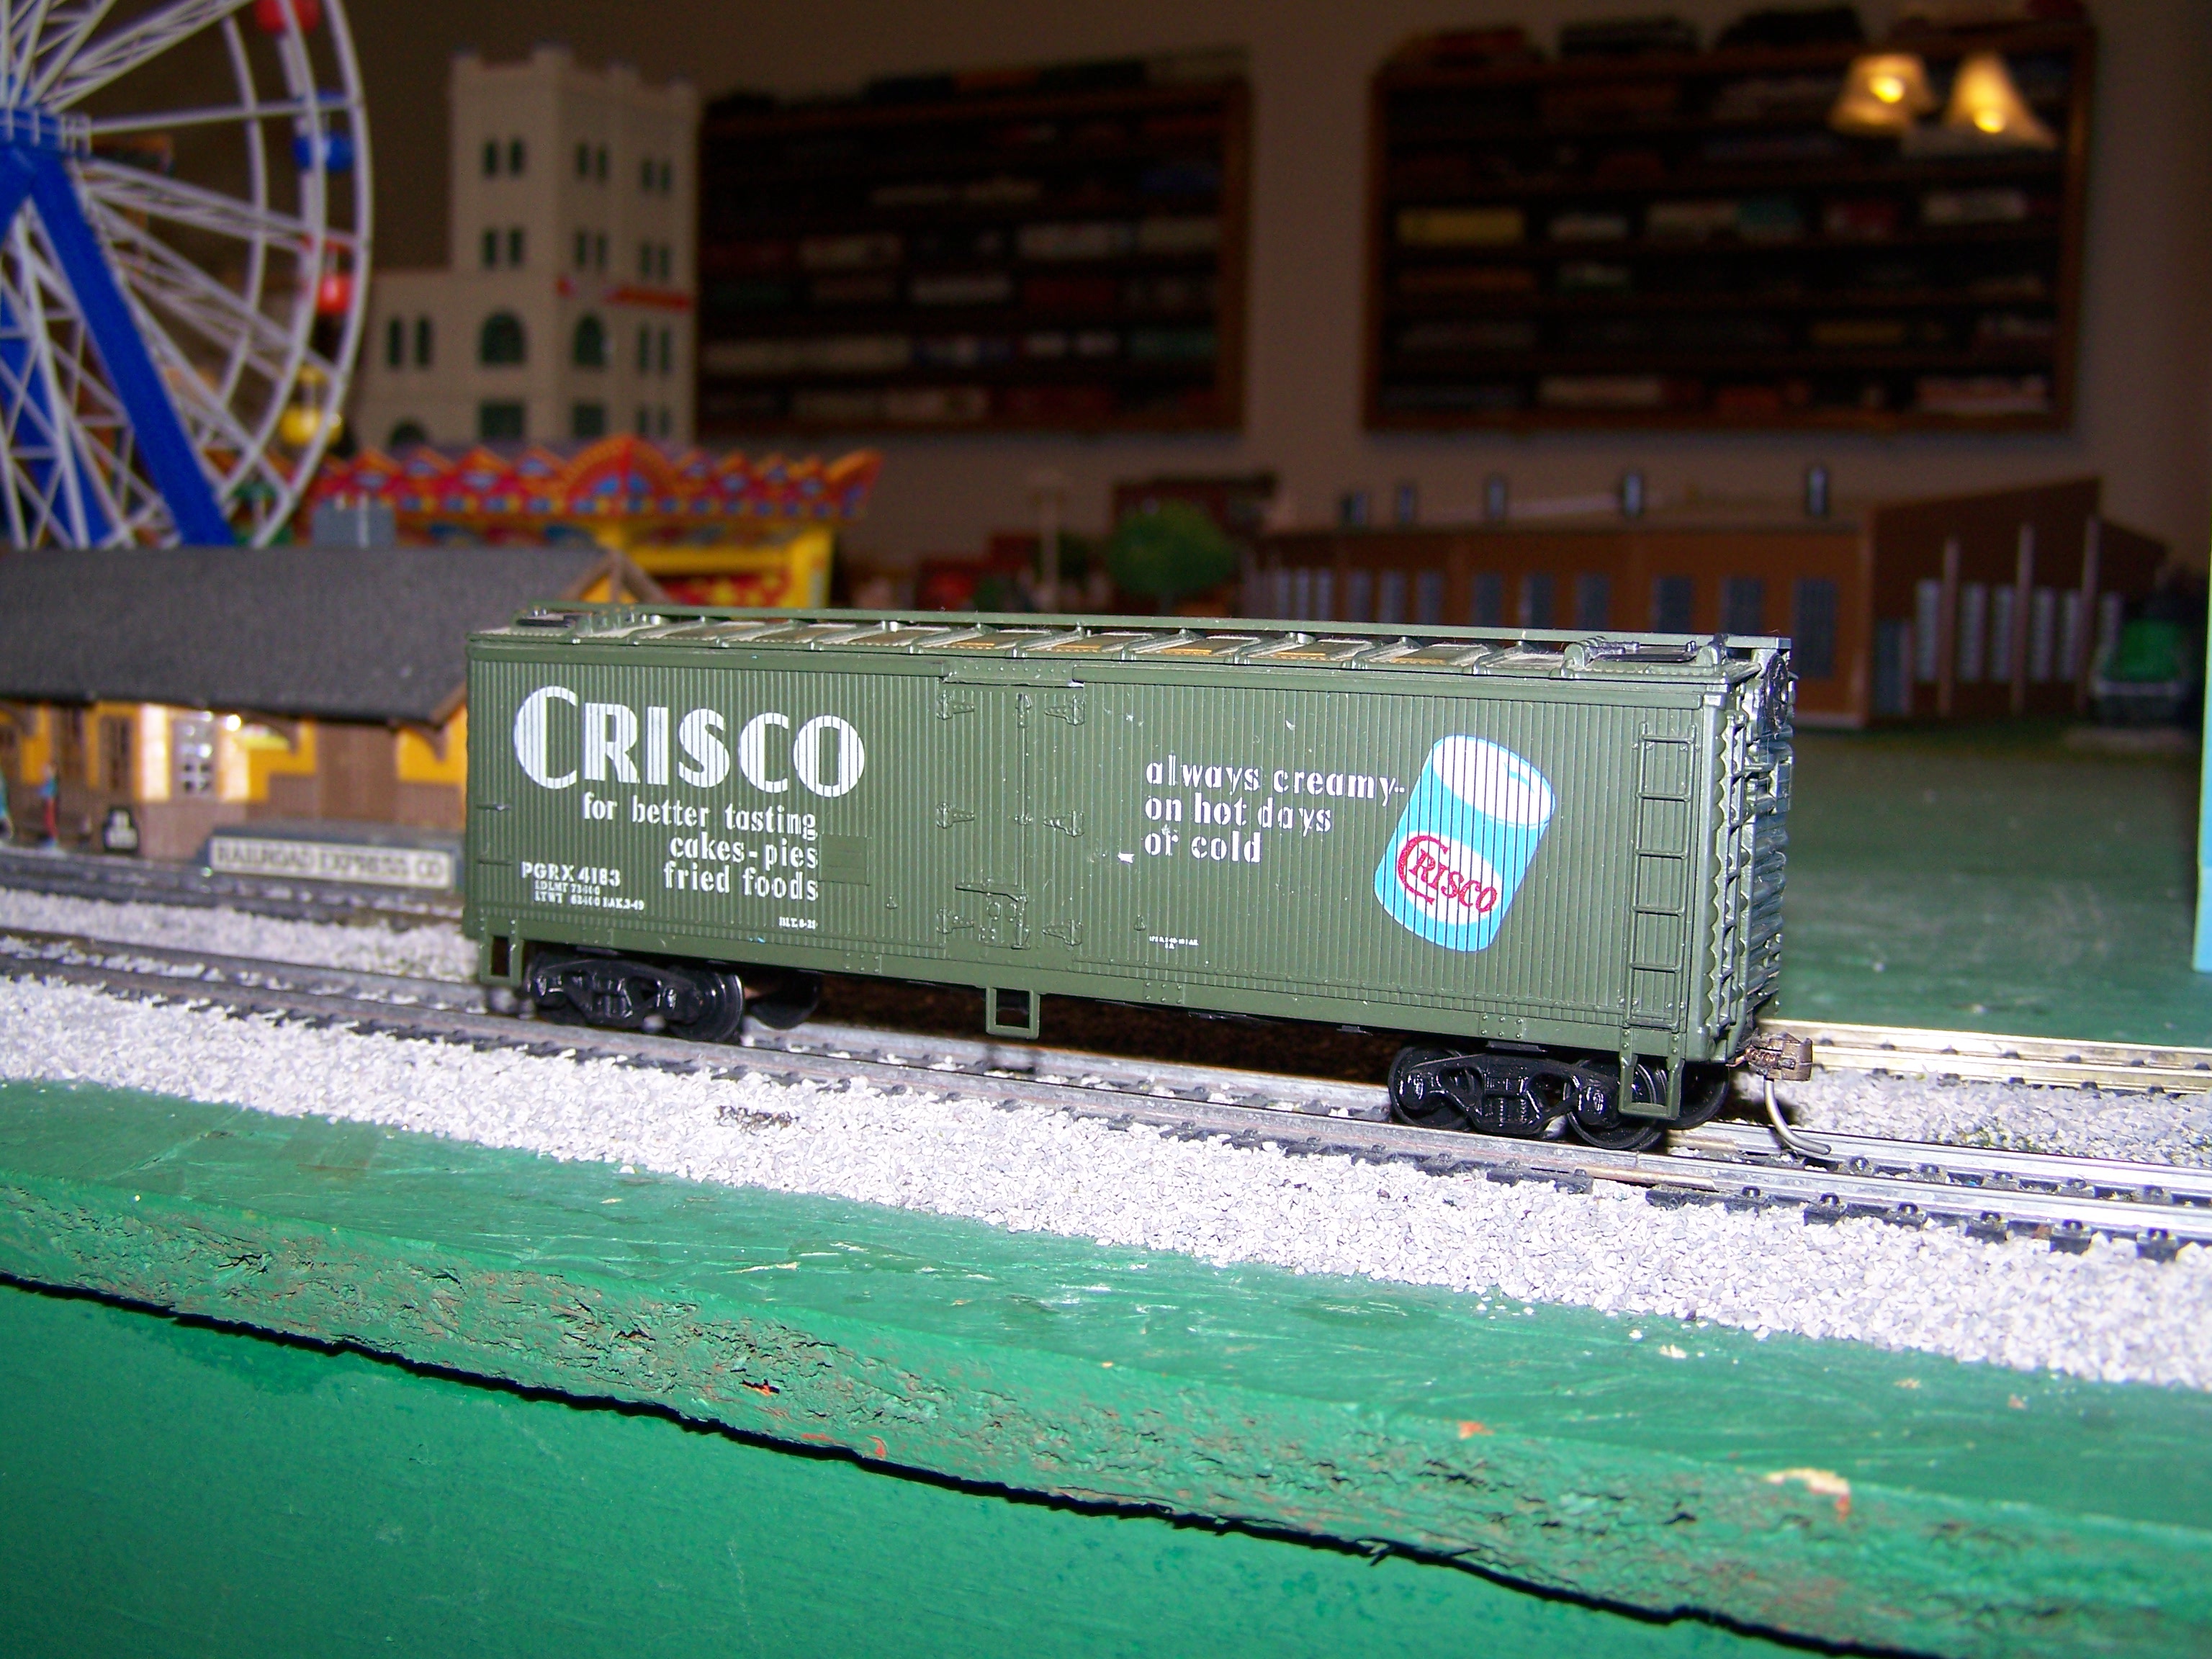 CRISCO
for better tasting
cakes-pies
fried foods
PGRX 4183
always creamy-
on hot days
or cold
CRISCO
RAILROAD EXPRESS CO